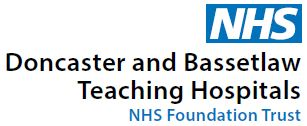 NHS
Doncaster and Bassetlaw
Teaching Hospitals
NHS Foundation Trust